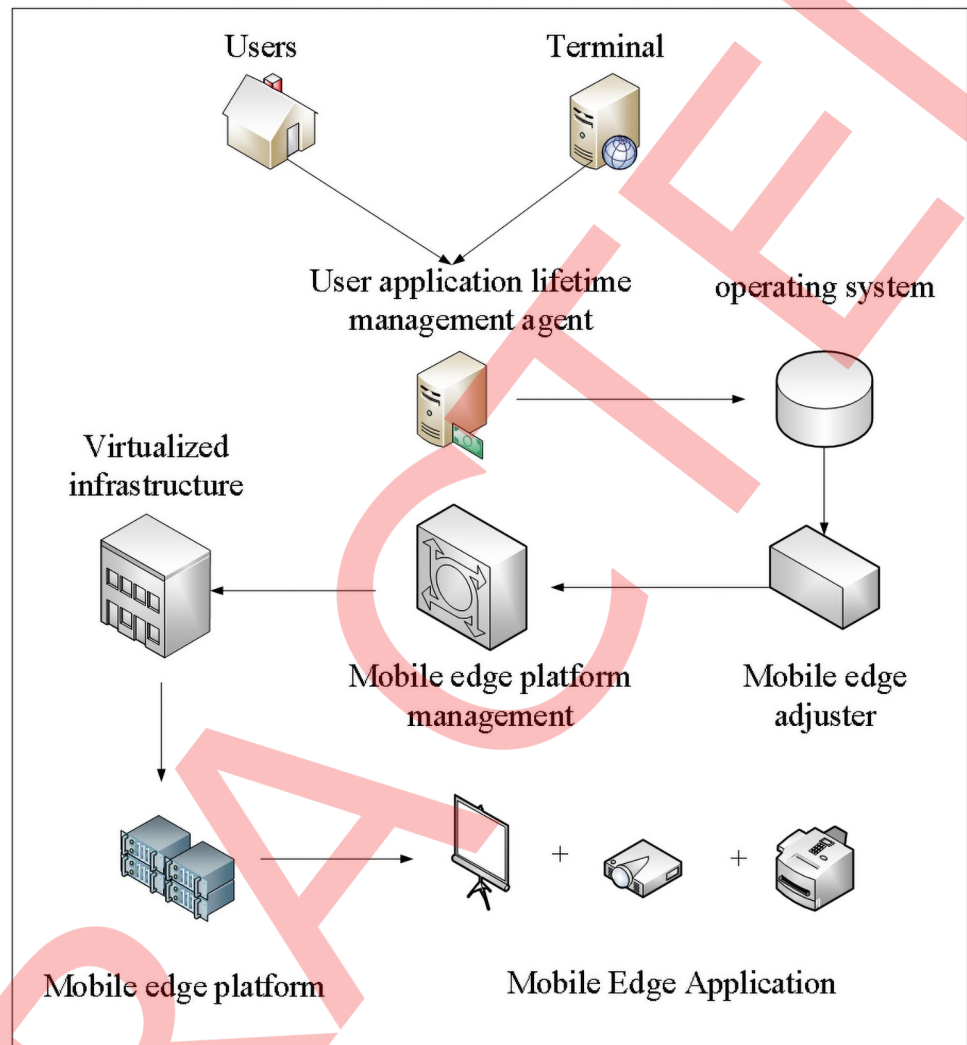 Users
Terminal
User application lifetime
management agent
operating system
Virtualized
infrastructure
Mobile edge platform
management
Mobile edge
adjuster
+
+
Mobile edge platform
Mobile Edge Application
RACTE